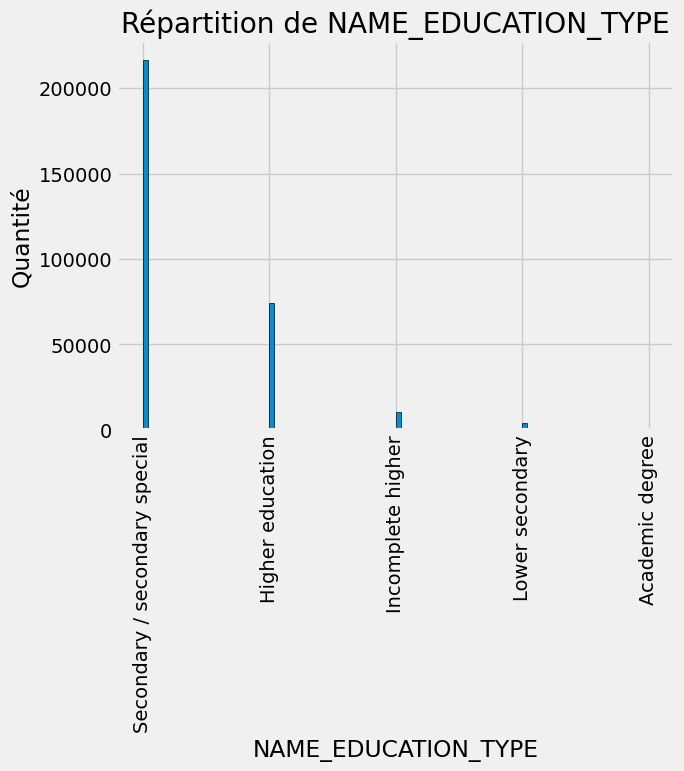 Répartition de NAME_EDUCATION_TYPE
Quantité
200000
150000
100000
50000
0
Secondary / secondary special
Higher education
Incomplete higher
Lower secondary
Academic degree
NAME_EDUCATION_TYPE